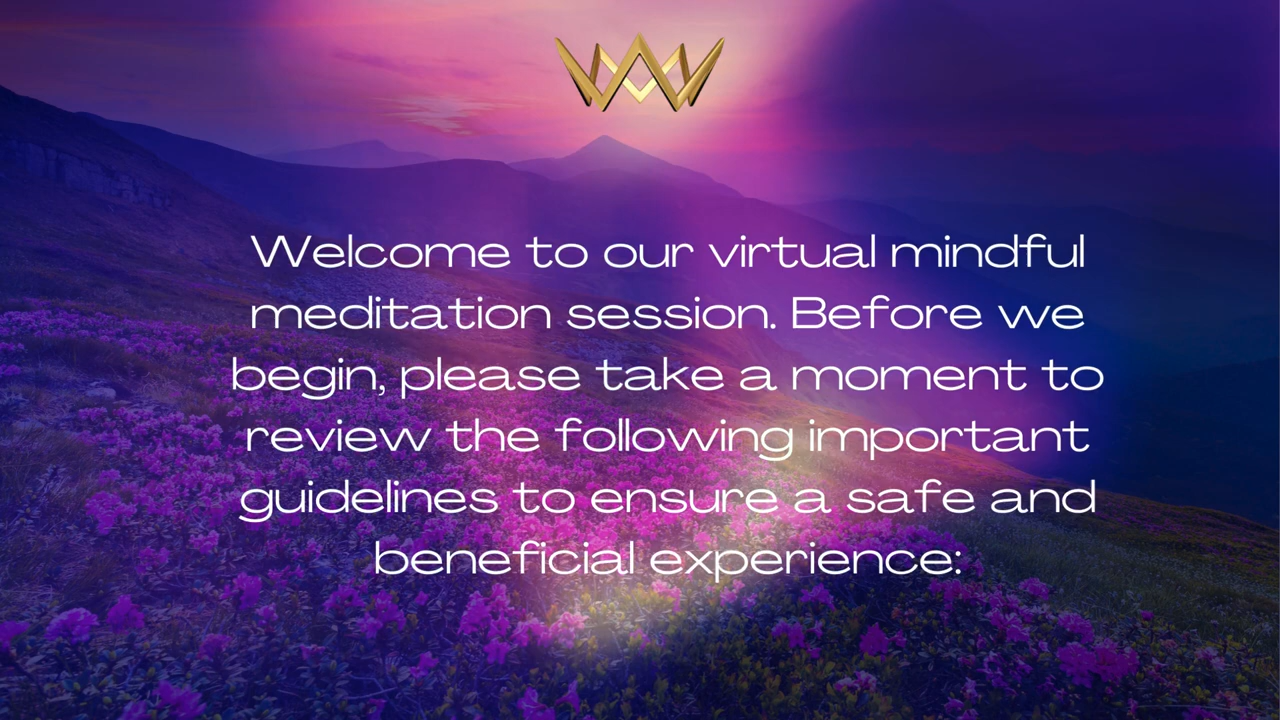 Welcome to our virtual mindful
meditation session. Before we
begin, please take a moment to
review the following important
guidelines to ensure a safe and
beneficial experience: